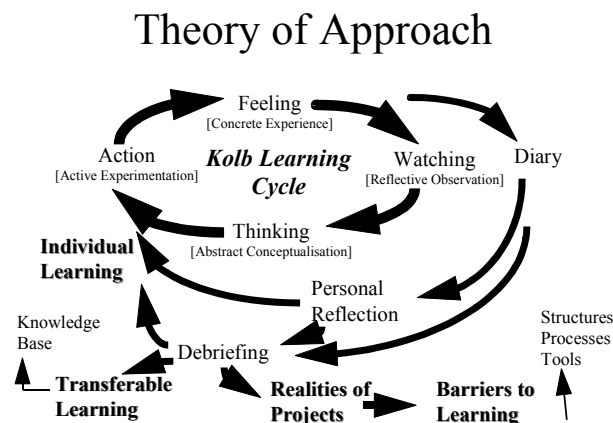 Theory of Approach
Feeling
[Concrete Experience]
Action
[Active Experimentation]
Kolb Learning
Cycle
Watching
[Reflective Observation]
Diary
Thinking
[Abstract Conceptualisation]
Individual
Learning
Personal
Reflection
Knowledge
Base
Debriefing
Structures
Processes
Tools
Transferable
Learning
Realities of
Projects
Barriers to
Learning